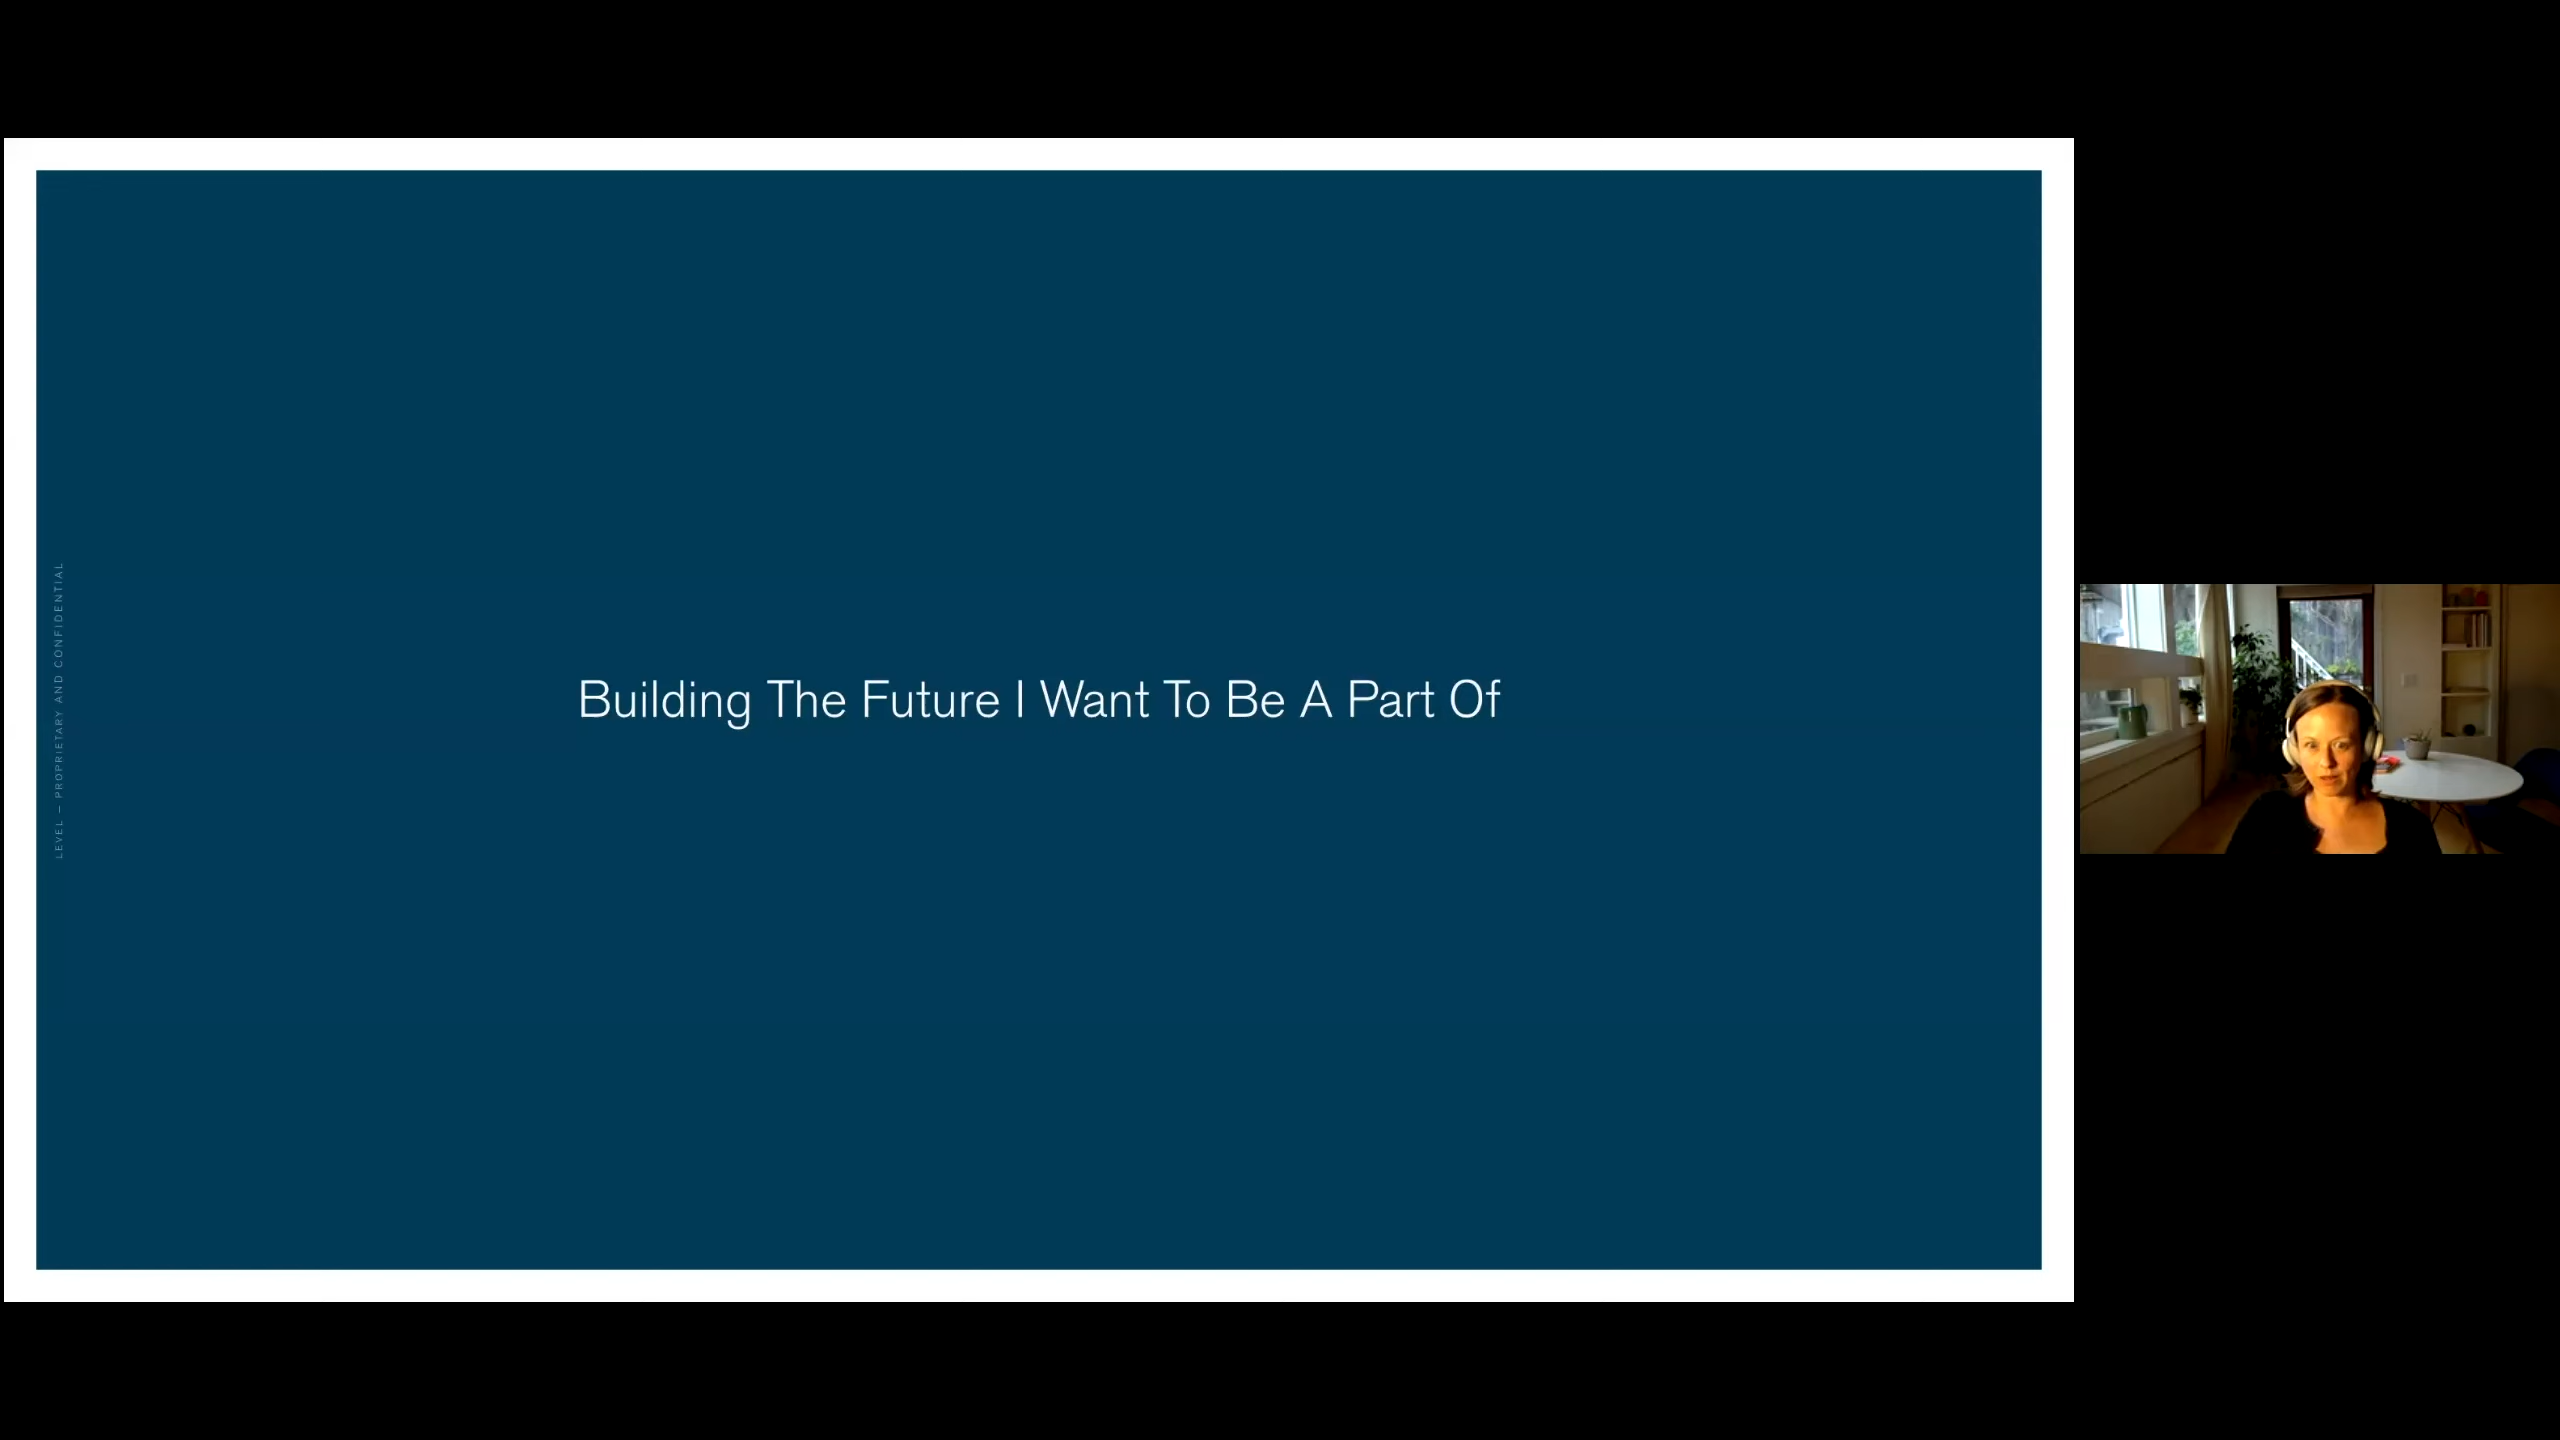 Building The Future I Want To Be A Part Of
LEVEL — PROPRIETARY AND CONFIDENTIAL